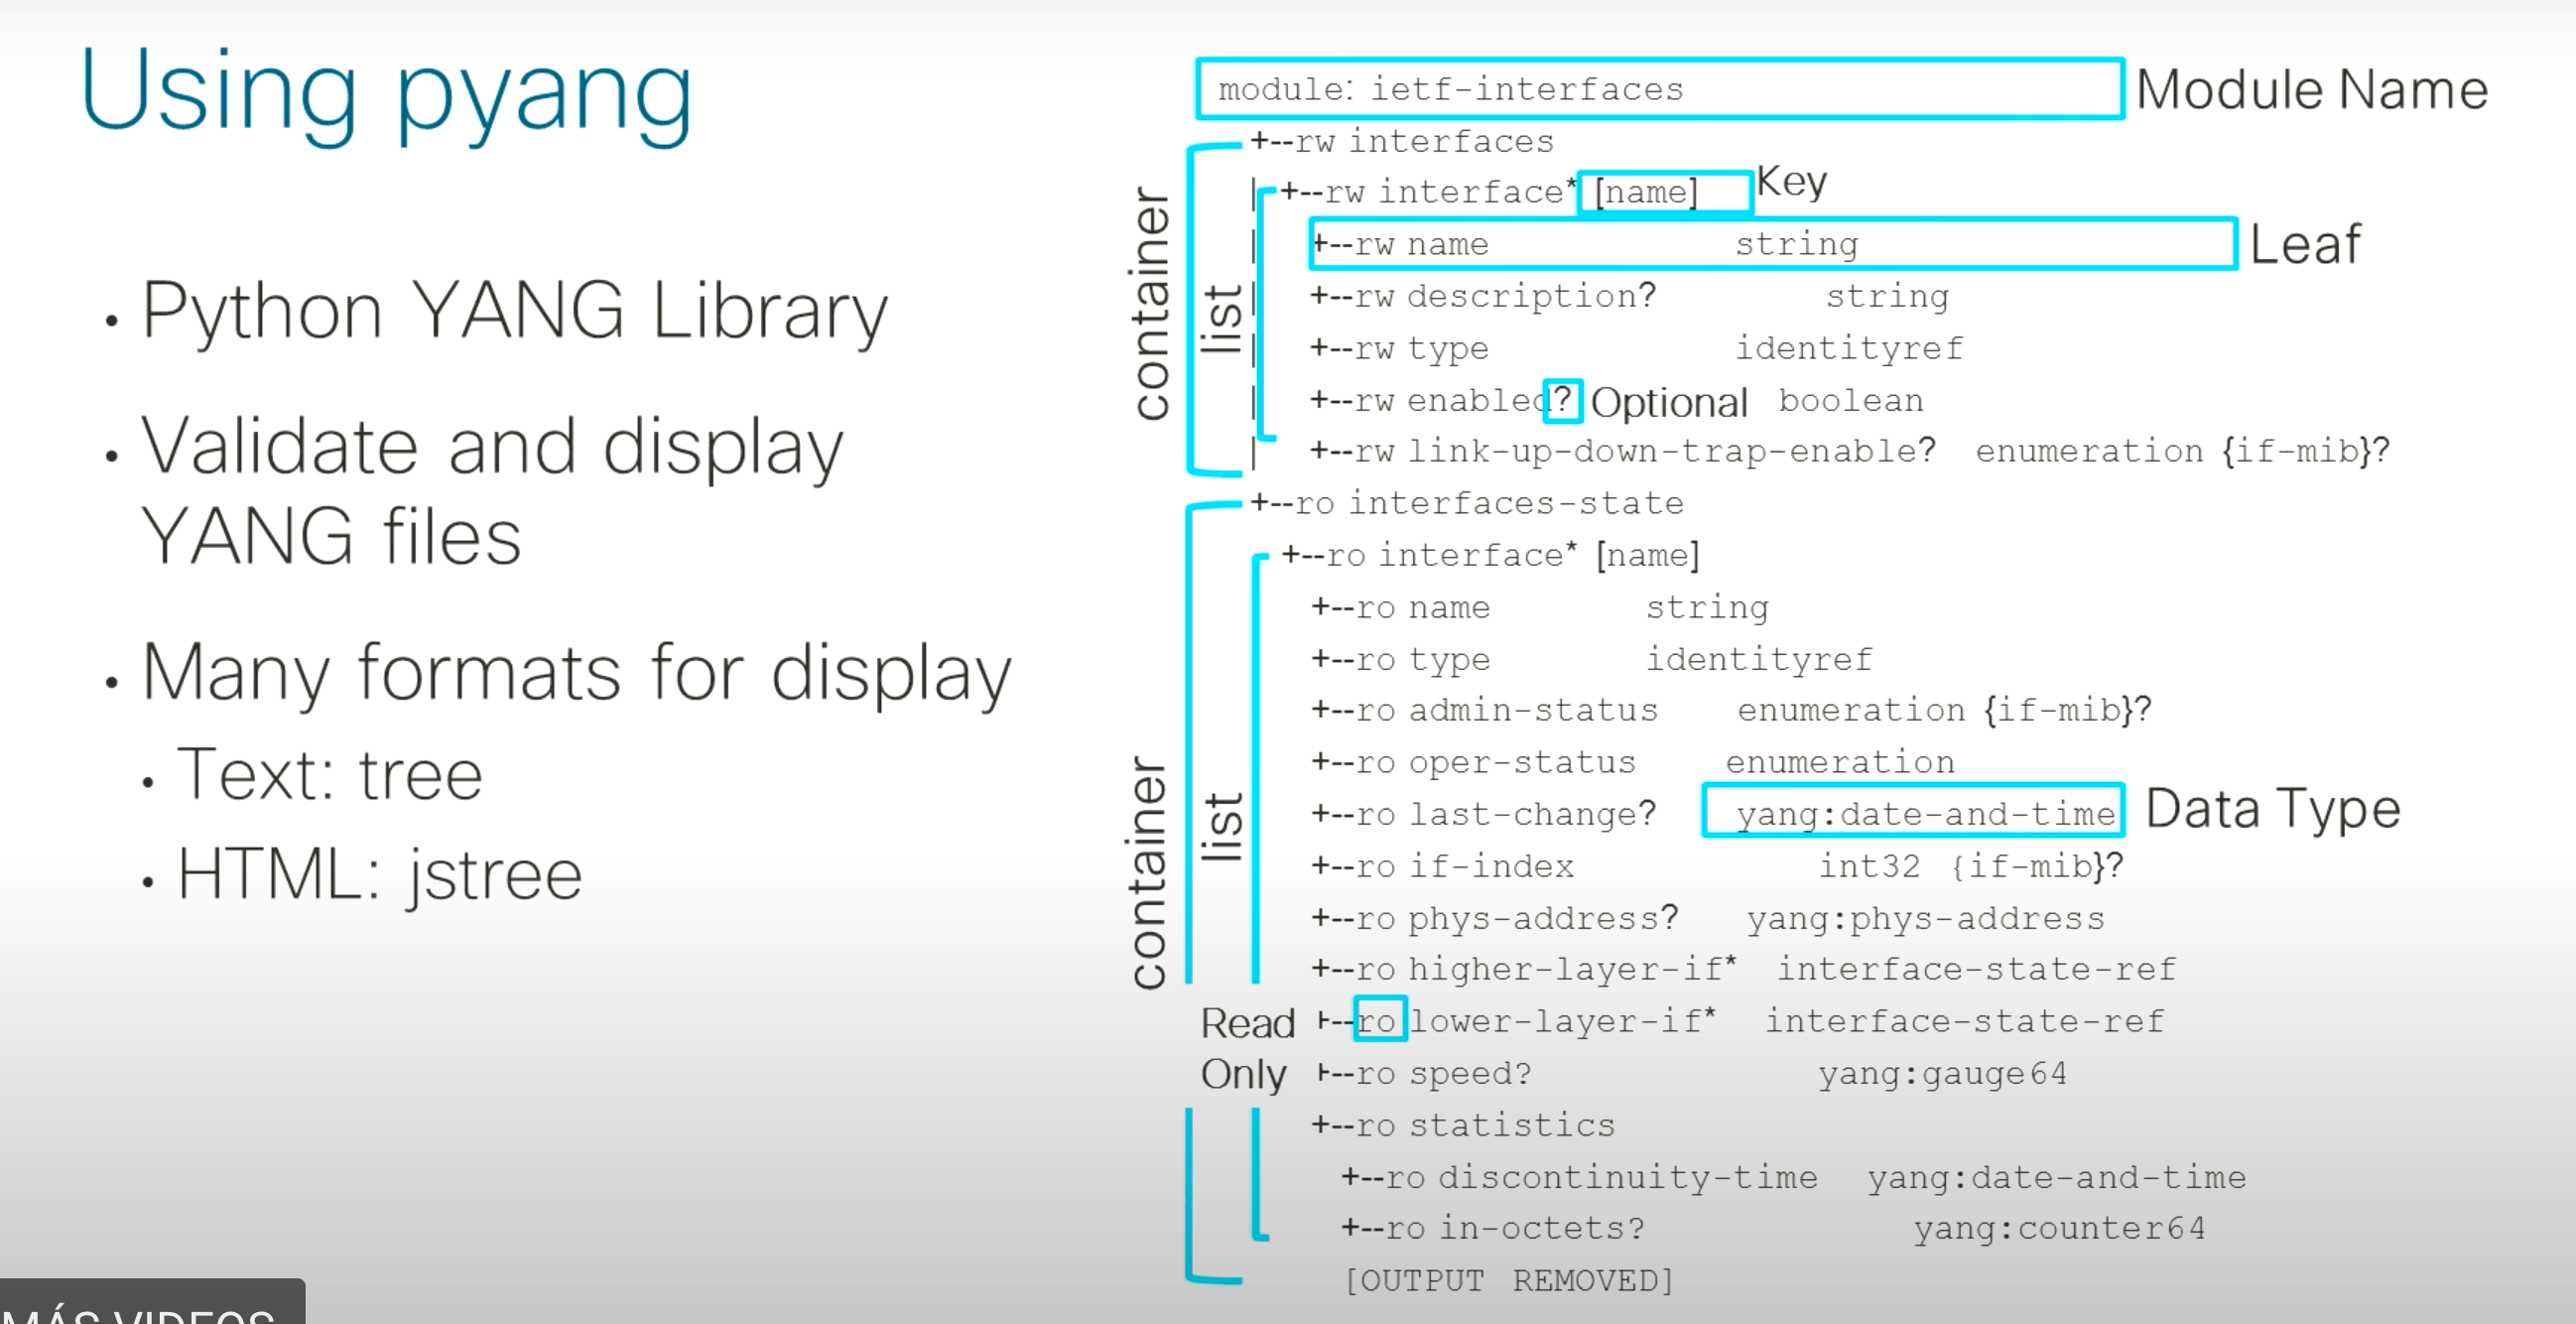 Using pyang
• Python YANG Library
• Validate and display
YANG files
• Many formats for display
• Text: tree
• HTML: jstree
module: ietf-interfaces
Module Name
+--rw interfaces
| +--rw interface* [name]
Key
| +--rw name string
Leaf
| +--rw description? string
| +--rw type identityref
| +--rw enabled? Optional boolean
| +--rw link-up-down-trap-enable? enumeration {if-mib}?
container
list
+--ro interfaces-state
+--ro interface* [name]
+--ro name string
+--ro type identityref
+--ro admin-status enumeration {if-mib}?
+--ro oper-status enumeration
+--ro last-change? yang:date-and-time
Data Type
+--ro if-index int32 {if-mib}?
+--ro phys-address? yang:phys-address
+--ro higher-layer-if* interface-state-ref
container
list
Read +--ro lower-layer-if* interface-state-ref
Only +--ro speed? yang:gauge64
+--ro statistics
+--ro discontinuity-time yang:date-and-time
+--ro in-octets? yang:counter64
[OUTPUT REMOVED]
MÁS VIDEOS